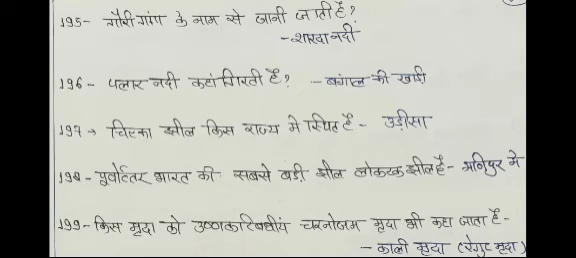 195- गौरी गंगा के नाम से जानी जाती है?
-शारदा नदी
196- पलार नदी कहां गिरती है? - बंगाल की खाड़ी
197→ चिल्का झील किस राज्य मे स्थित है - उड़ीसा
198- पूर्वोत्तर भारत की सबसे बड़ी झील लोकटक झील है- मणिपुर मे
199- किस मृदा को उष्णकटिबंधीय चरनोजम मृदा भी कहा जाता है-
- काली मृदा (रेगुर मृदा)